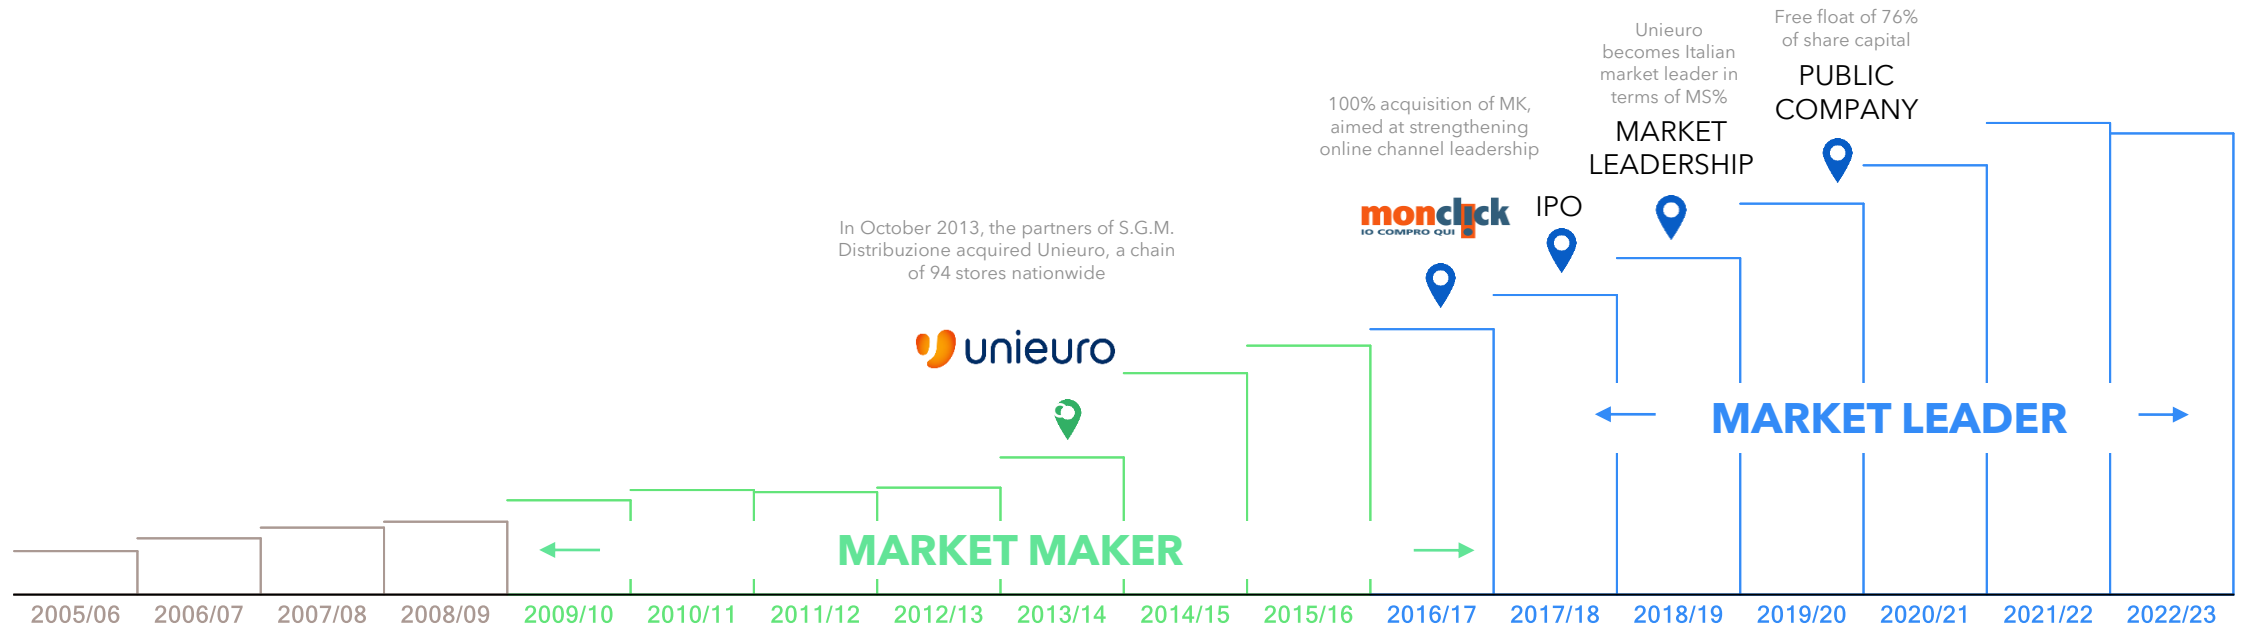 Free float of 76%
of share capital
PUBLIC
COMPANY
Unieuro
becomes Italian
market leader in
terms of MS%
MARKET
LEADERSHIP
100% acquisition of MK,
aimed at strengthening
online channel leadership
monclick
IO COMPRO QUI
IPO
In October 2013, the partners of S.G.M.
Distribuzione acquired Unieuro, a chain
of 94 stores nationwide
unieuro
MARKET LEADER
MARKET MAKER
2005/06 2006/07 2007/08 2008/09 2009/10 2010/11 2011/12 2012/13 2013/14 2014/15 2015/16 2016/17 2017/18 2018/19 2019/20 2020/21 2021/22 2022/23